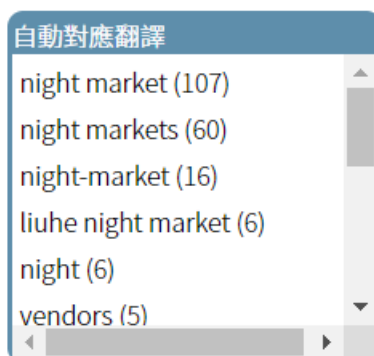 自動對應翻譯
night market (107)
night markets (60)
night-market (16)
liuhe night market (6)
night (6)
vendors (5)